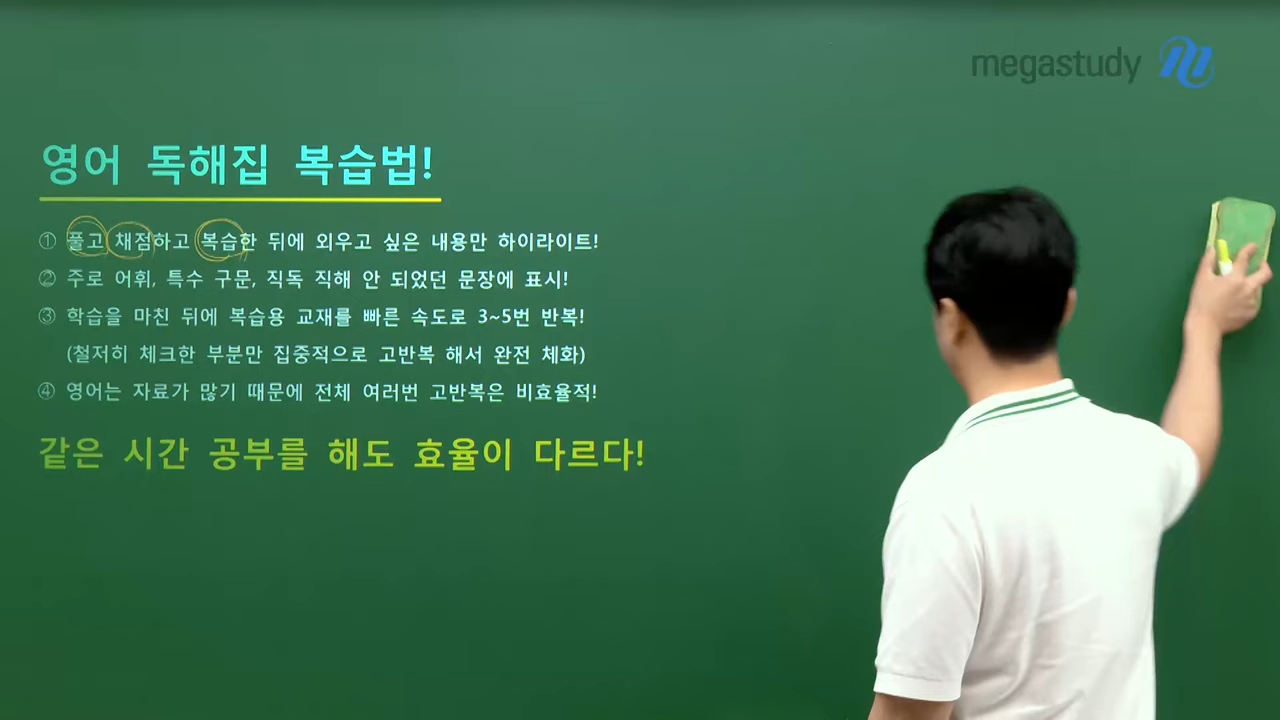 megastudy
영어 독해집 복습법!
① 풀고 채점하고 복습한 뒤에 외우고 싶은 내용만 하이라이트!
② 주로 어휘, 특수 구문, 직독 직해 안 되었던 문장에 표시!
③ 학습을 마친 뒤에 복습용 교재를 빠른 속도로 3~5번 반복!
(철저히 체크한 부분만 집중적으로 고반복 해서 완전 체화)
④ 영어는 자료가 많기 때문에 전체 여러번 고반복은 비효율적!
같은 시간 공부를 해도 효율이 다르다!